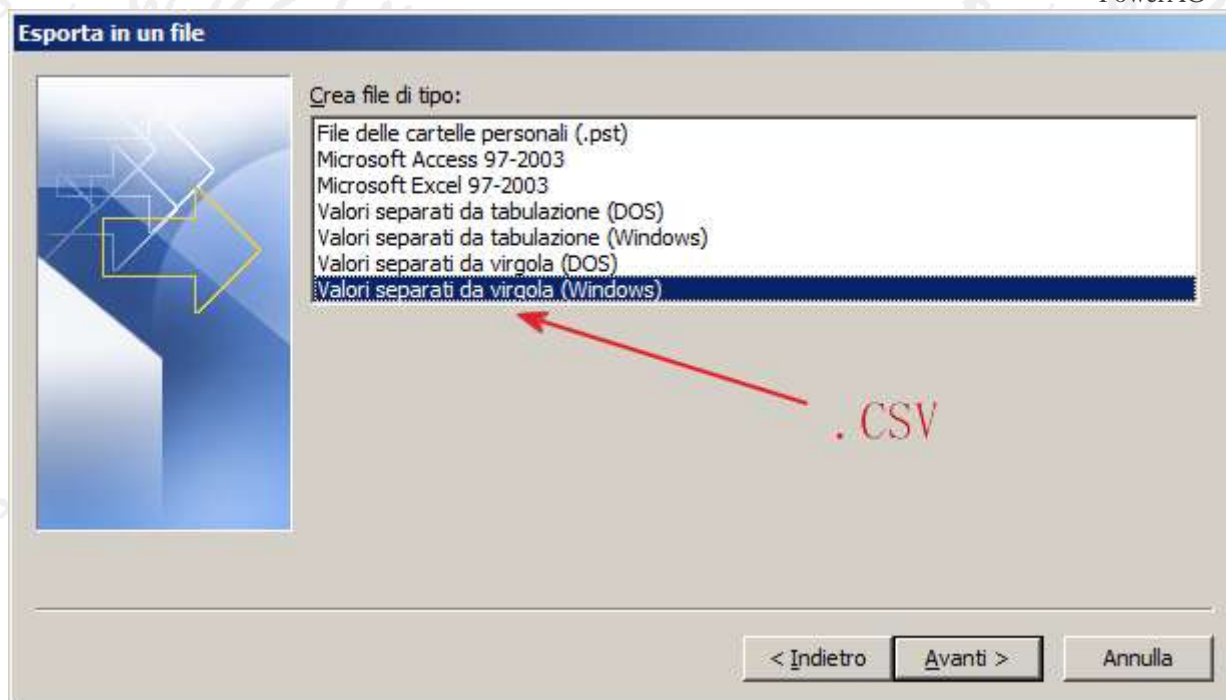 Esporta in un file
Crea file di tipo:
File delle cartelle personali (.pst)
Microsoft Access 97-2003
Microsoft Excel 97-2003
Valori separati da tabulazione (DOS)
Valori separati da tabulazione (Windows)
Valori separati da virgola (DOS)
Valori separati da virgola (Windows)
.CSV
< Indietro
Avanti >
Annulla